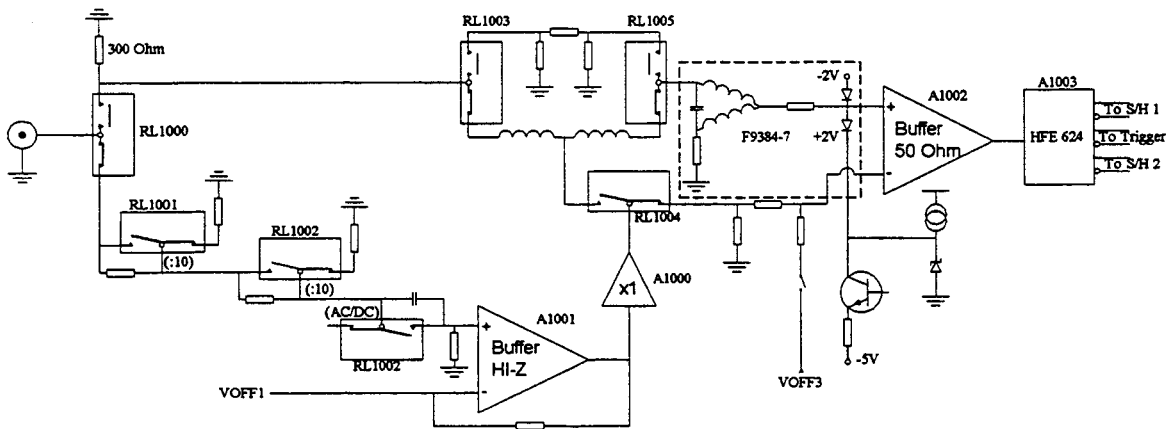 RL1003
RL1005
300 Ohm
RL1000
-2V
A1002
A1003
Buffer
50 Ohm
HFE 624
To S/H 1
To Trigger
To S/H 2
F9384-7
+2V
RL1001
RL1002
(:10)
RL1004
(:10)
x1
A1000
(AC/DC)
A1001
Buffer
HI-Z
RL1002
-5V
VOFF1
VOFF3